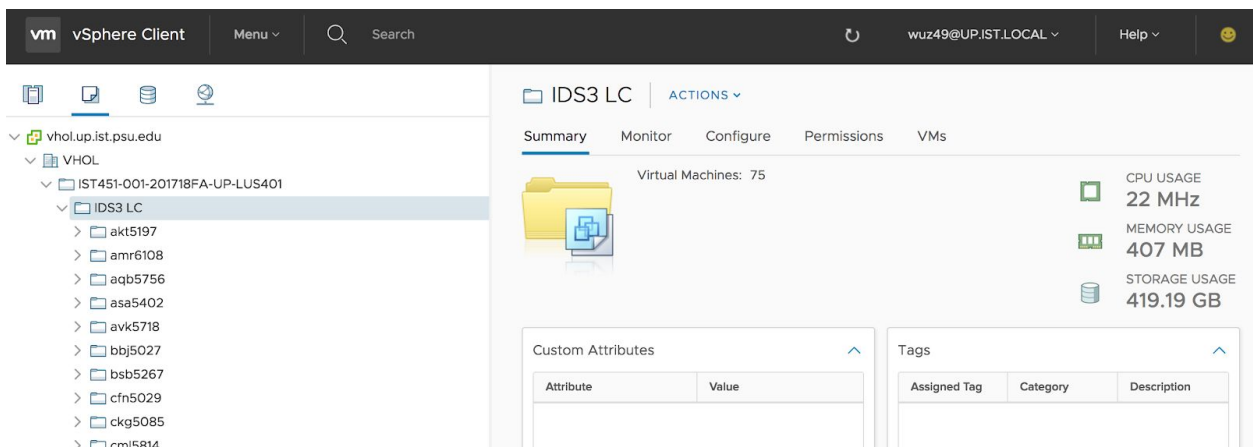 vm vSphere Client Menu Search wuz49@UP.IST.LOCAL Help
vhol.up.ist.psu.edu
VHOL
IST451-001-201718FA-UP-LUS401
IDS3 LC
akt5197
amr6108
aqb5756
asa5402
avk5718
bbj5027
bsb5267
cfn5029
ckg5085
cml5814
IDS3 LC ACTIONS
Summary Monitor Configure Permissions VMs
Virtual Machines: 75
CPU USAGE
22 MHz
MEMORY USAGE
407 MB
STORAGE USAGE
419.19 GB
Custom Attributes
Attribute Value
Tags
Assigned Tag Category Description